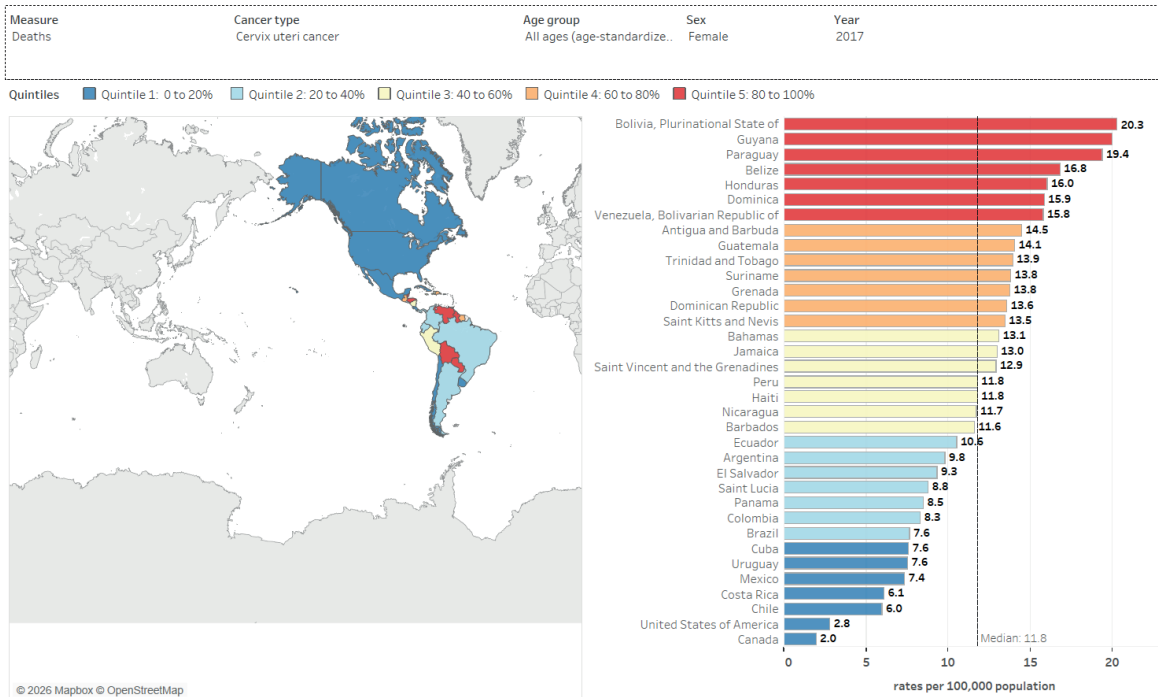 Measure Cancer type Age group Sex Year
Deaths Cervix uteri cancer All ages (age-standardize.. Female 2017
Quintiles Quintile 1: 0 to 20% Quintile 2: 20 to 40% Quintile 3: 40 to 60% Quintile 4: 60 to 80% Quintile 5: 80 to 100%
Bolivia, Plurinational State of 20.3
Guyana
Paraguay 19.4
Belize 16.8
Honduras 16.0
Dominica 15.9
Venezuela, Bolivarian Republic of 15.8
Antigua and Barbuda 14.5
Guatemala 14.1
Trinidad and Tobago 13.9
Suriname 13.8
Grenada 13.8
Dominican Republic 13.6
Saint Kitts and Nevis 13.5
Bahamas 13.1
Jamaica 13.0
Saint Vincent and the Grenadines 12.9
Peru 11.8
Haiti 11.8
Nicaragua 11.7
Barbados 11.6
Ecuador 10.6
Argentina 9.8
El Salvador 9.3
Saint Lucia 8.8
Panama 8.5
Colombia 8.3
Brazil 7.6
Cuba 7.6
Uruguay 7.6
Mexico 7.4
Costa Rica 6.1
Chile 6.0
United States of America 2.8
Canada 2.0
Median: 11.8
0 5 10 15 20
rates per 100,000 population
© 2026 Mapbox © OpenStreetMap